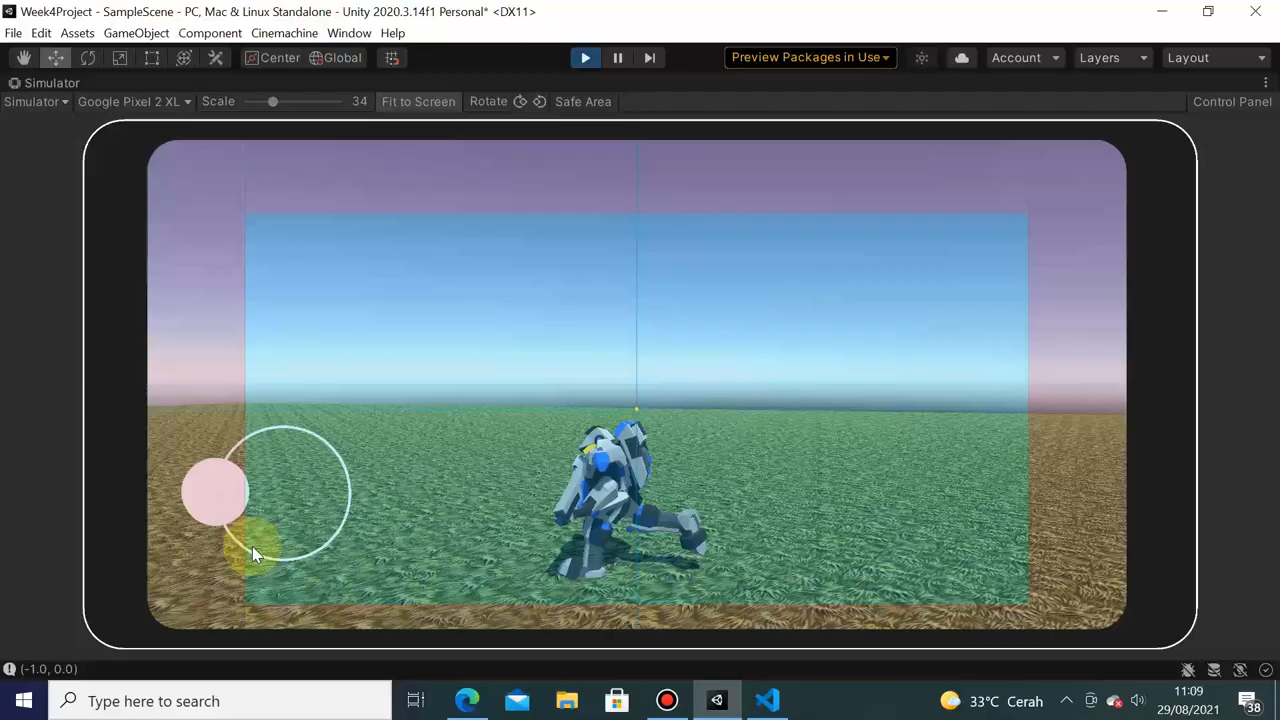 Week4Project - SampleScene - PC, Mac & Linux Standalone - Unity 2020.3.14f1 Personal* <DX11>
File Edit Assets GameObject Component Cinemachine Window Help
Center Global Preview Packages in Use Account Layers Layout
Simulator
Simulator Google Pixel 2 XL Scale 34 Fit to Screen Rotate Safe Area Control Panel
(-1.0, 0.0)
Type here to search
33°C Cerah
11:09
29/08/2021
38